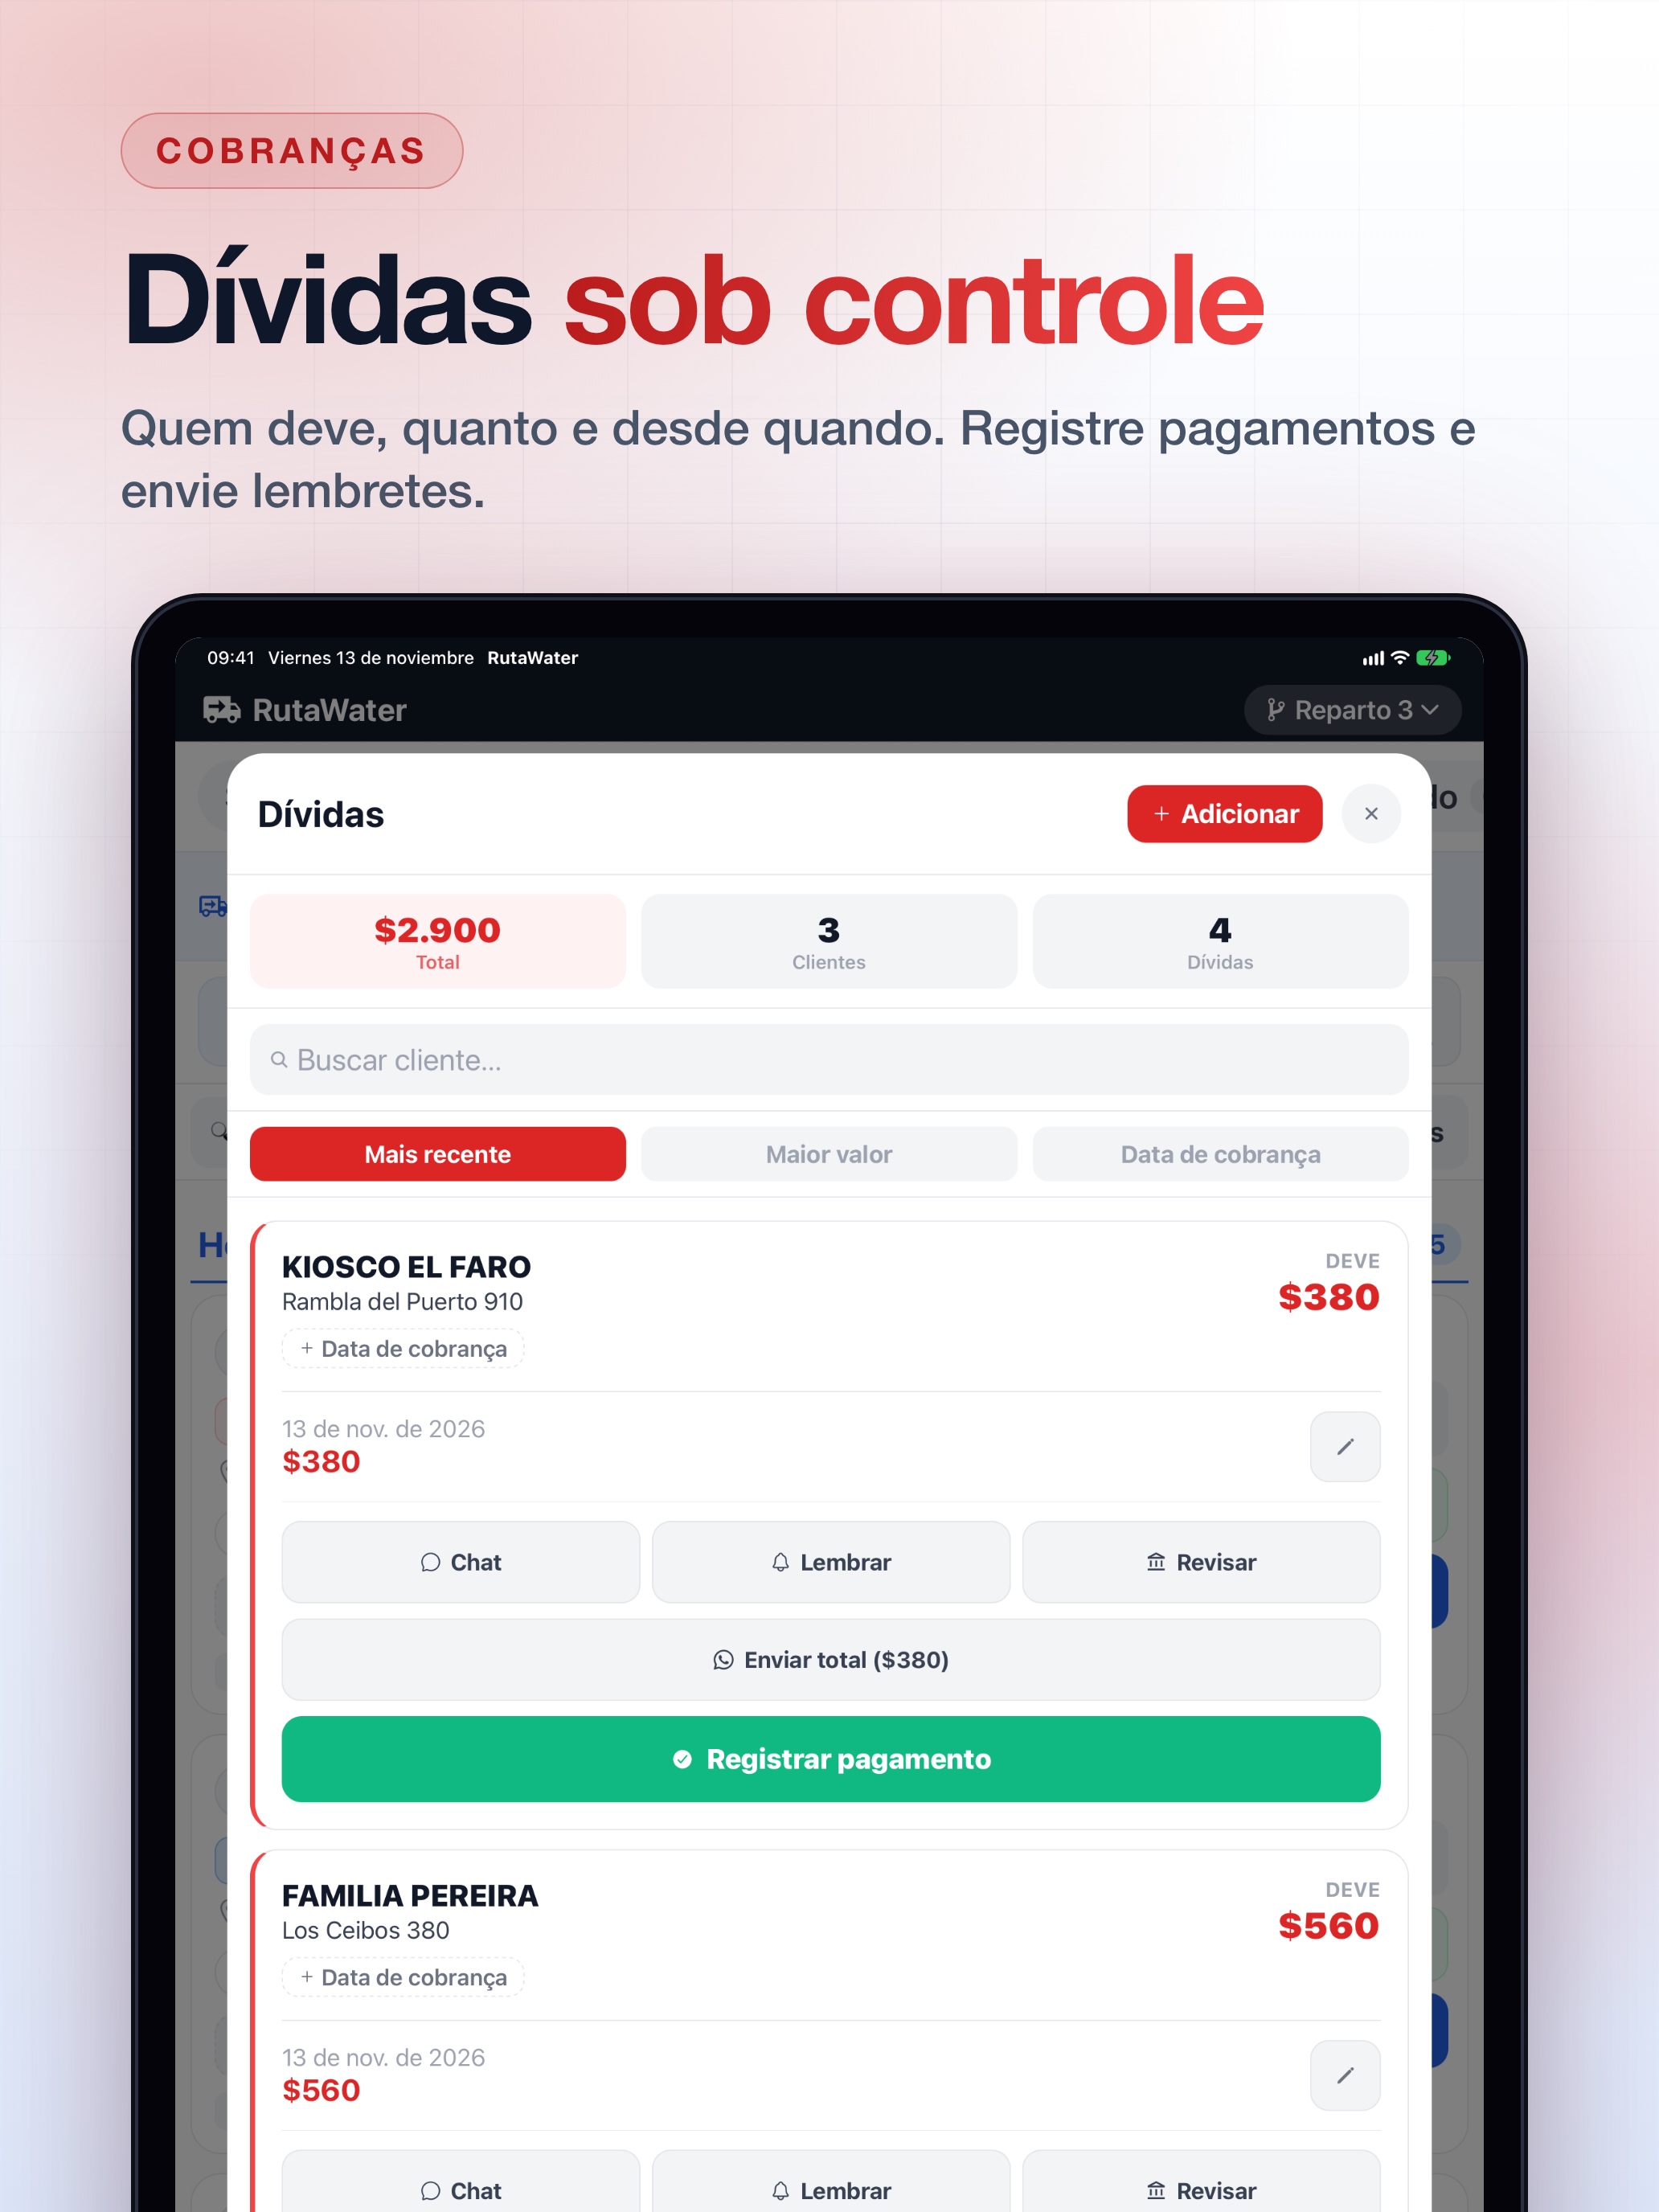 COBRANÇAS
Dívidas sob controle
Quem deve, quanto e desde quando. Registre pagamentos e
envie lembretes.
09:41 Viernes 13 de noviembre RutaWater
RutaWater
Reparto 3
Dívidas
+ Adicionar
$2.900
Total
3
Clientes
4
Dívidas
Buscar cliente...
Mais recente
Maior valor
Data de cobrança
KIOSCO EL FARO
Rambla del Puerto 910
+ Data de cobrança
DEVE
$380
13 de nov. de 2026
$380
Chat
Lembrar
Revisar
Enviar total ($380)
Registrar pagamento
FAMILIA PEREIRA
Los Ceibos 380
+ Data de cobrança
DEVE
$560
13 de nov. de 2026
$560
Chat
Lembrar
Revisar